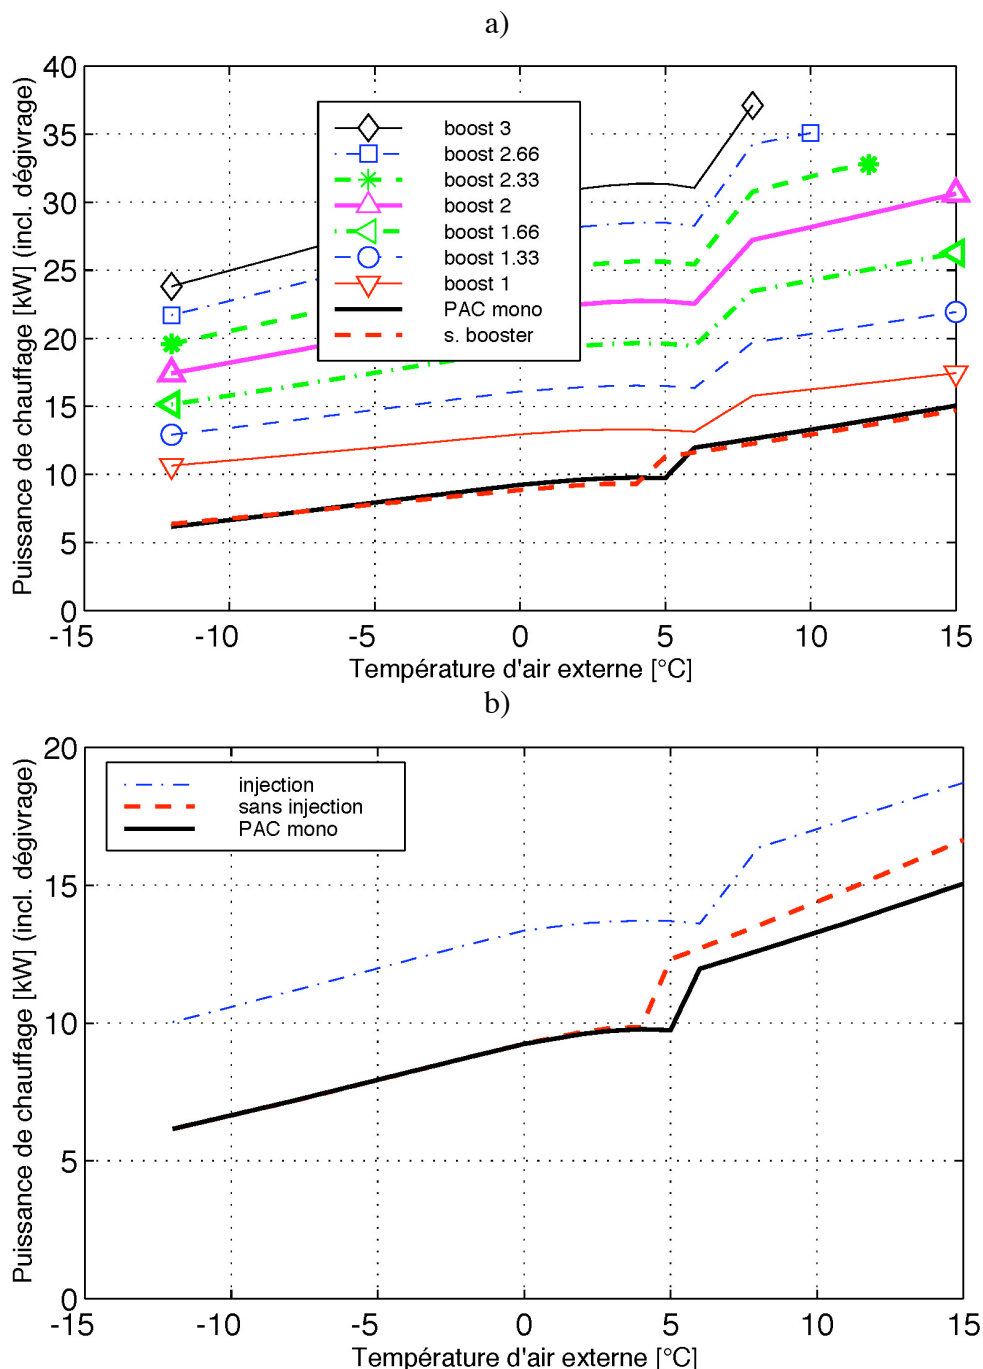 a)
Puissance de chauffage [kW] (incl. dégivrage)
40
35
30
25
20
15
10
5
0
boost 3
boost 2.66
boost 2.33
boost 2
boost 1.66
boost 1.33
boost 1
PAC mono
s. booster
-15 -10 -5 0 5 10 15
Température d'air externe [°C]
b)
Puissance de chauffage [kW] (incl. dégivrage)
20
15
10
5
0
injection
sans injection
PAC mono
-15 -10 -5 0 5 10 15
Température d'air externe [°C]